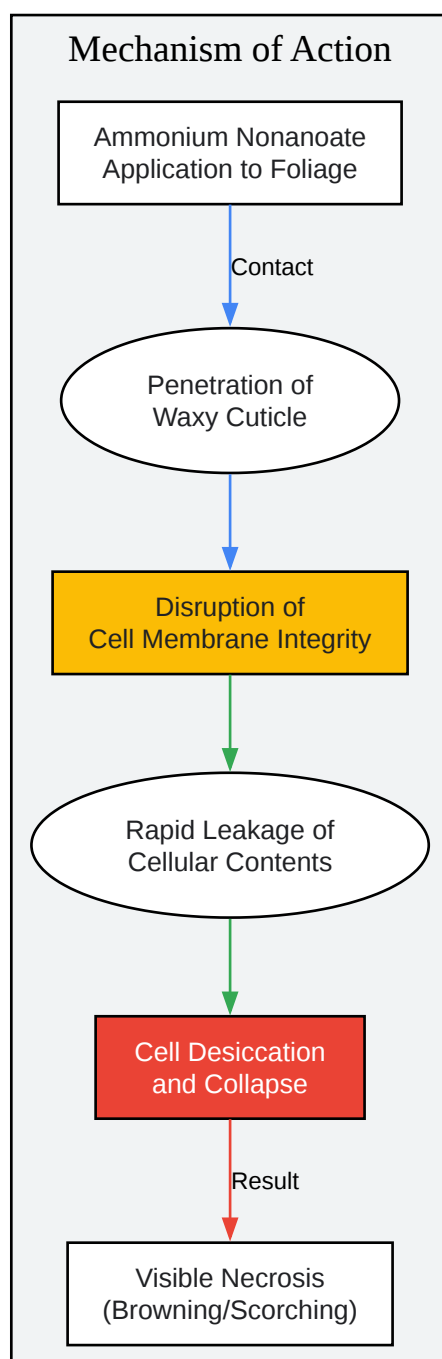 Mechanism of Action
Ammonium Nonanoate
Application to Foliage
Contact
Penetration of
Waxy Cuticle
Disruption of
Cell Membrane Integrity
Rapid Leakage of
Cellular Contents
Cell Desiccation
and Collapse
Result
Visible Necrosis
(Browning/Scorching)